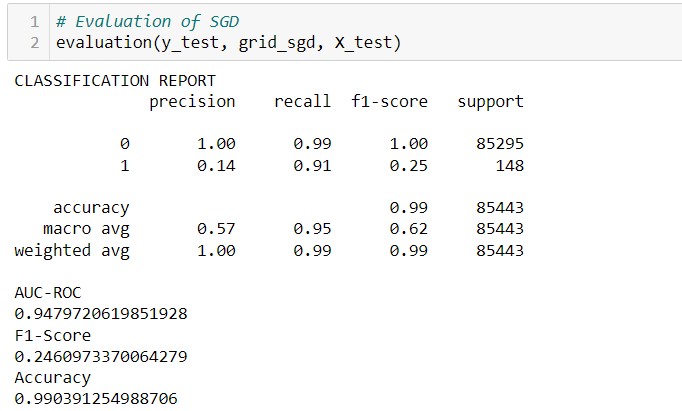 1 # Evaluation of SGD
2 evaluation(y_test, grid_sgd, X_test)
CLASSIFICATION REPORT
precision recall f1-score support
0 1.00 0.99 1.00 85295
1 0.14 0.91 0.25 148
accuracy 0.99 85443
macro avg 0.57 0.95 0.62 85443
weighted avg 1.00 0.99 0.99 85443
AUC-ROC
0.9479720619851928
F1-Score
0.2460973370064279
Accuracy
0.990391254988706